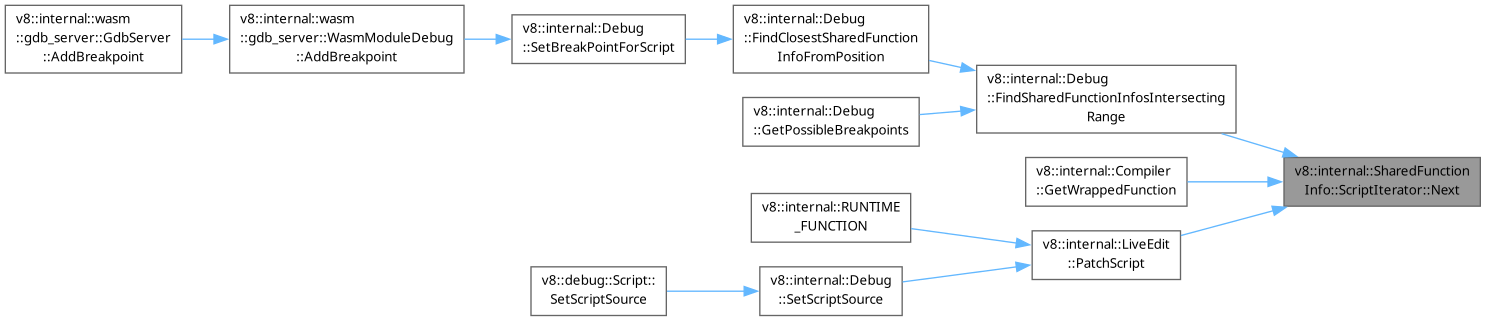 v8::internal::wasm
::gdb_server::GdbServer
::AddBreakpoint
v8::internal::wasm
::gdb_server::WasmModuleDebug
::AddBreakpoint
v8::internal::Debug
::SetBreakPointForScript
v8::internal::Debug
::FindClosestSharedFunction
InfoFromPosition
v8::internal::Debug
::GetPossibleBreakpoints
v8::internal::Debug
::FindSharedFunctionInfosIntersecting
Range
v8::internal::Compiler
::GetWrappedFunction
v8::internal::SharedFunction
Info::ScriptIterator::Next
v8::internal::RUNTIME
_FUNCTION
v8::internal::LiveEdit
::PatchScript
v8::debug::Script::
SetScriptSource
v8::internal::Debug
::SetScriptSource